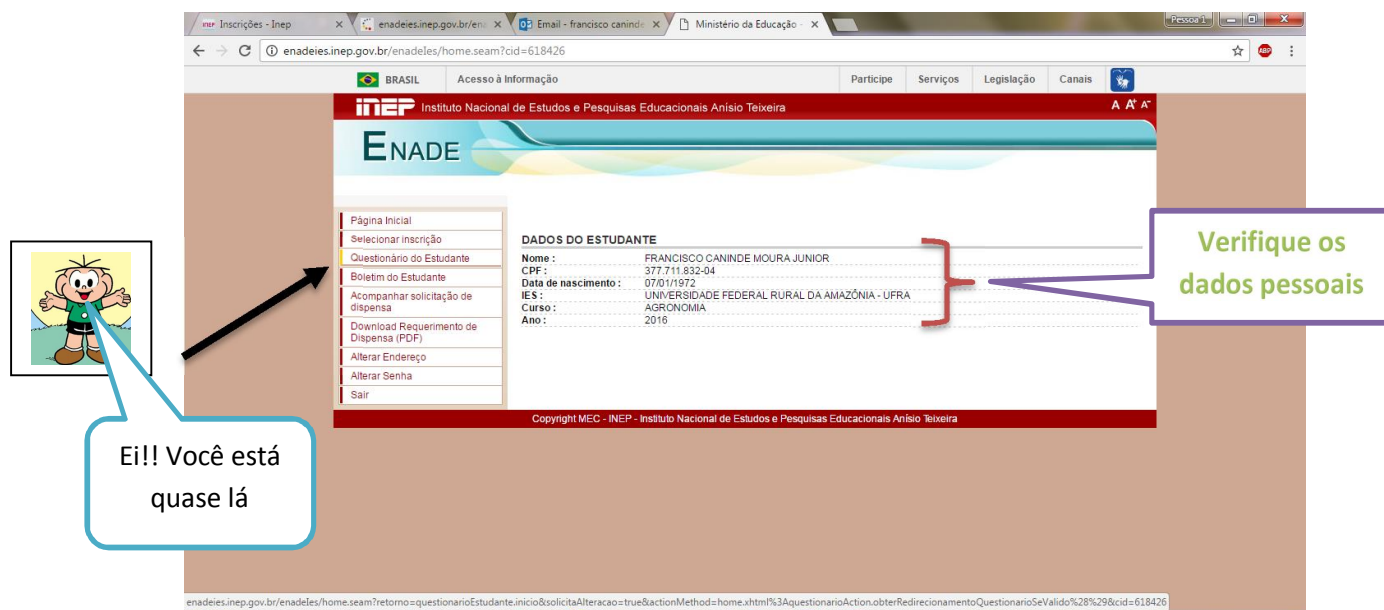 Inscrições - Inep
enadeies.inep.gov.br/ena
Email - francisco caninde
Ministério da Educação -
Pessoa 1
enadeies.inep.gov.br/enadeIes/home.seam?cid=618426
ABP
BRASIL
Acesso à Informação
Participe
Serviços
Legislação
Canais
inep Instituto Nacional de Estudos e Pesquisas Educacionais Anísio Teixeira
A A+ A-
ENADE
Página Inicial
Selecionar inscrição
Questionário do Estudante
Boletim do Estudante
Acompanhar solicitação de
dispensa
Download Requerimento de
Dispensa (PDF)
Alterar Endereço
Alterar Senha
Sair
DADOS DO ESTUDANTE
Nome : FRANCISCO CANINDE MOURA JUNIOR
CPF : 377.711.832-04
Data de nascimento : 07/01/1972
IES : UNIVERSIDADE FEDERAL RURAL DA AMAZÔNIA - UFRA
Curso : AGRONOMIA
Ano : 2016
Verifique os
dados pessoais
Copyright MEC - INEP - Instituto Nacional de Estudos e Pesquisas Educacionais Anísio Teixeira
Ei!! Você está
quase lá
enadeies.inep.gov.br/enadeIes/home.seam?retorno=questionarioEstudante.inicio&solicitaAlteracao=true&actionMethod=home.xhtml%3AquestionarioAction.obterRedirecionamentoQuestionarioSeValido%28%29&cid=618426